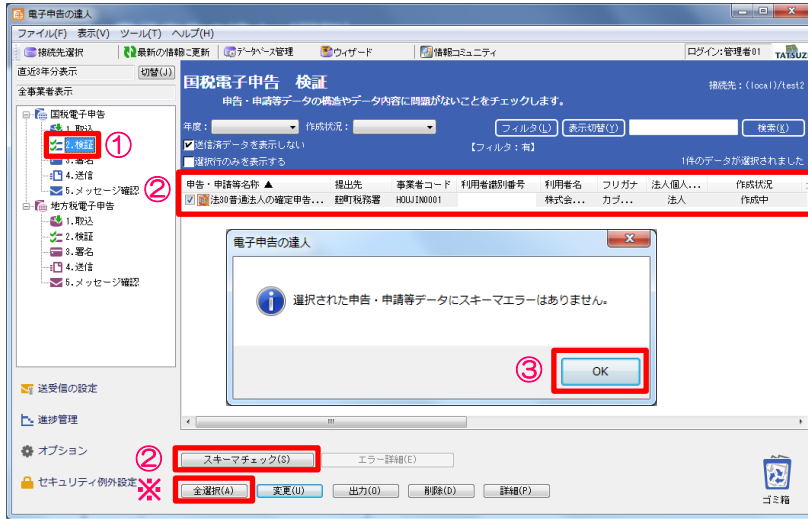 電子申告の達人
ファイル(F) 表示(V) ツール(T) ヘルプ(H)
接続先選択 最新の情報に更新 データベース管理 ウィザード 情報コミュニティ ログイン:管理者01 TATSUZ
直近3年分表示 切替(J)
全事業者表示
国税電子申告
1.取込
2.検証
①
3.署名
4.送信
5.メッセージ確認
地方税電子申告
1.取込
2.検証
3.署名
4.送信
5.メッセージ確認
送受信の設定
進捗管理
オプション
セキュリティ例外設定
国税電子申告 検証
接続先:(local)/test2
申告・申請等データの構造やデータ内容に問題がないことをチェックします。
年度: 作成状況: フィルタ(L) 表示切替(Y) 検索(K)
送信済データを表示しない 【フィルタ:有】
選択行のみを表示する 1件のデータが選択されました
②
申告・申請等名称 ▲ 提出先 事業者コード 利用者識別番号 利用者名 フリガナ 法人個人... 作成状況
法80普通法人の確定申告... 麹町税務署 HOUJIN0001 株式会... カブ... 法人 作成中
電子申告の達人
選択された申告・申請等データにスキーマエラーはありません。
③
OK
②
スキーマチェック(S) エラー詳細(E)
※
全選択(A) 変更(U) 出力(O) 削除(D) 詳細(P)
ゴミ箱